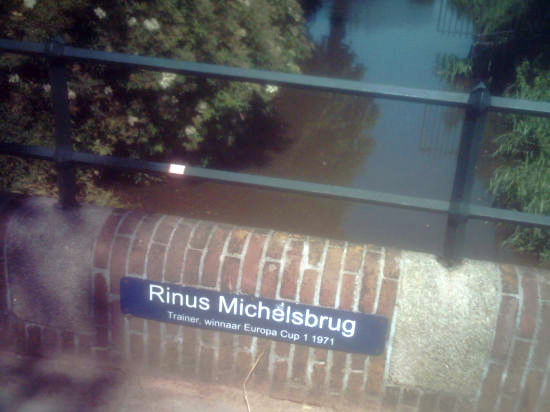 Rinus Michelsbrug
Trainer, winnaar Europa Cup 1 1971